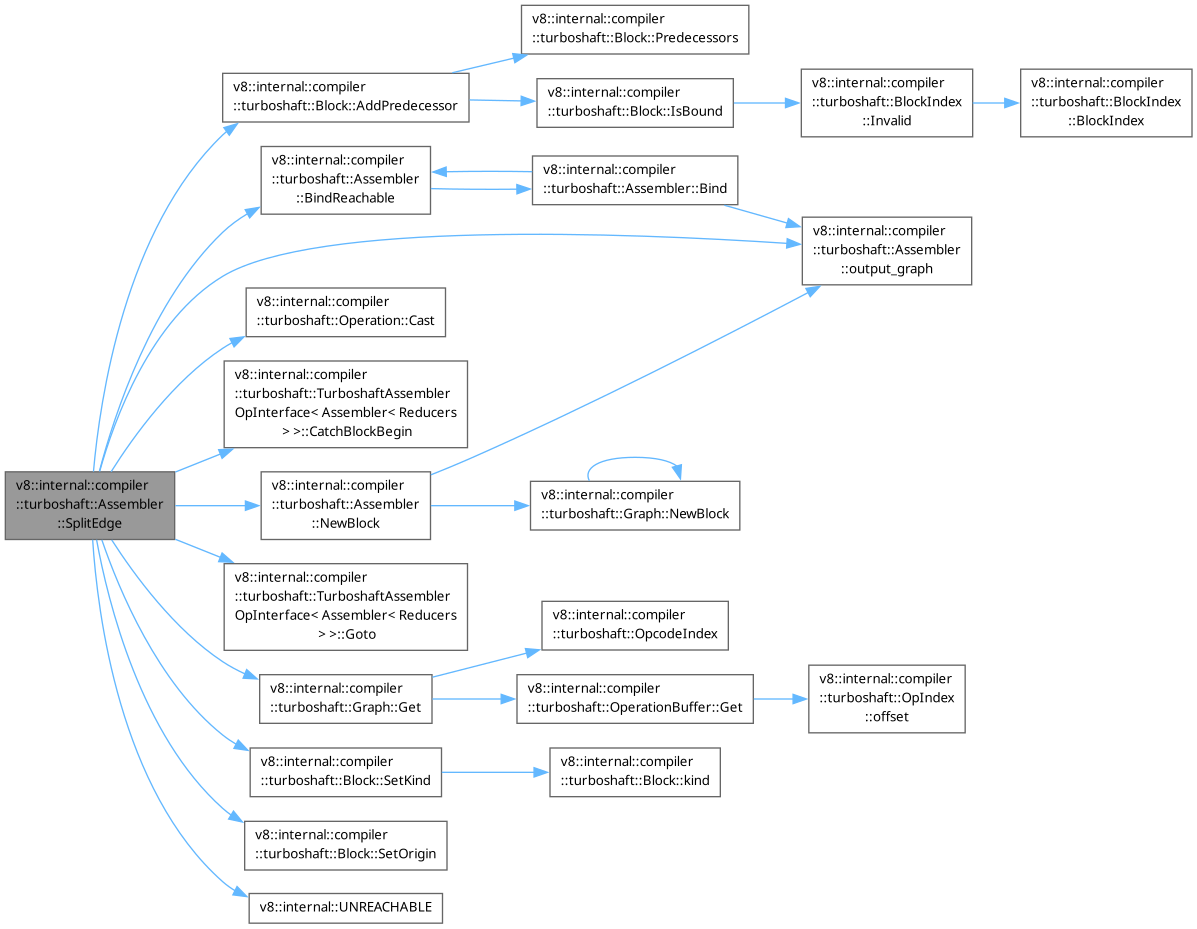 v8::internal::compiler
::turboshaft::Assembler
::SplitEdge
v8::internal::compiler
::turboshaft::Block::AddPredecessor
v8::internal::compiler
::turboshaft::Block::Predecessors
v8::internal::compiler
::turboshaft::Block::IsBound
v8::internal::compiler
::turboshaft::BlockIndex
::Invalid
v8::internal::compiler
::turboshaft::BlockIndex
::BlockIndex
v8::internal::compiler
::turboshaft::Assembler
::BindReachable
v8::internal::compiler
::turboshaft::Assembler::Bind
v8::internal::compiler
::turboshaft::Assembler
::output_graph
v8::internal::compiler
::turboshaft::Operation::Cast
v8::internal::compiler
::turboshaft::TurboshaftAssembler
OpInterface< Assembler< Reducers
> >::CatchBlockBegin
v8::internal::compiler
::turboshaft::Assembler
::NewBlock
v8::internal::compiler
::turboshaft::Graph::NewBlock
v8::internal::compiler
::turboshaft::TurboshaftAssembler
OpInterface< Assembler< Reducers
> >::Goto
v8::internal::compiler
::turboshaft::Graph::Get
v8::internal::compiler
::turboshaft::OpcodeIndex
v8::internal::compiler
::turboshaft::OperationBuffer::Get
v8::internal::compiler
::turboshaft::OpIndex
::offset
v8::internal::compiler
::turboshaft::Block::SetKind
v8::internal::compiler
::turboshaft::Block::kind
v8::internal::compiler
::turboshaft::Block::SetOrigin
v8::internal::UNREACHABLE